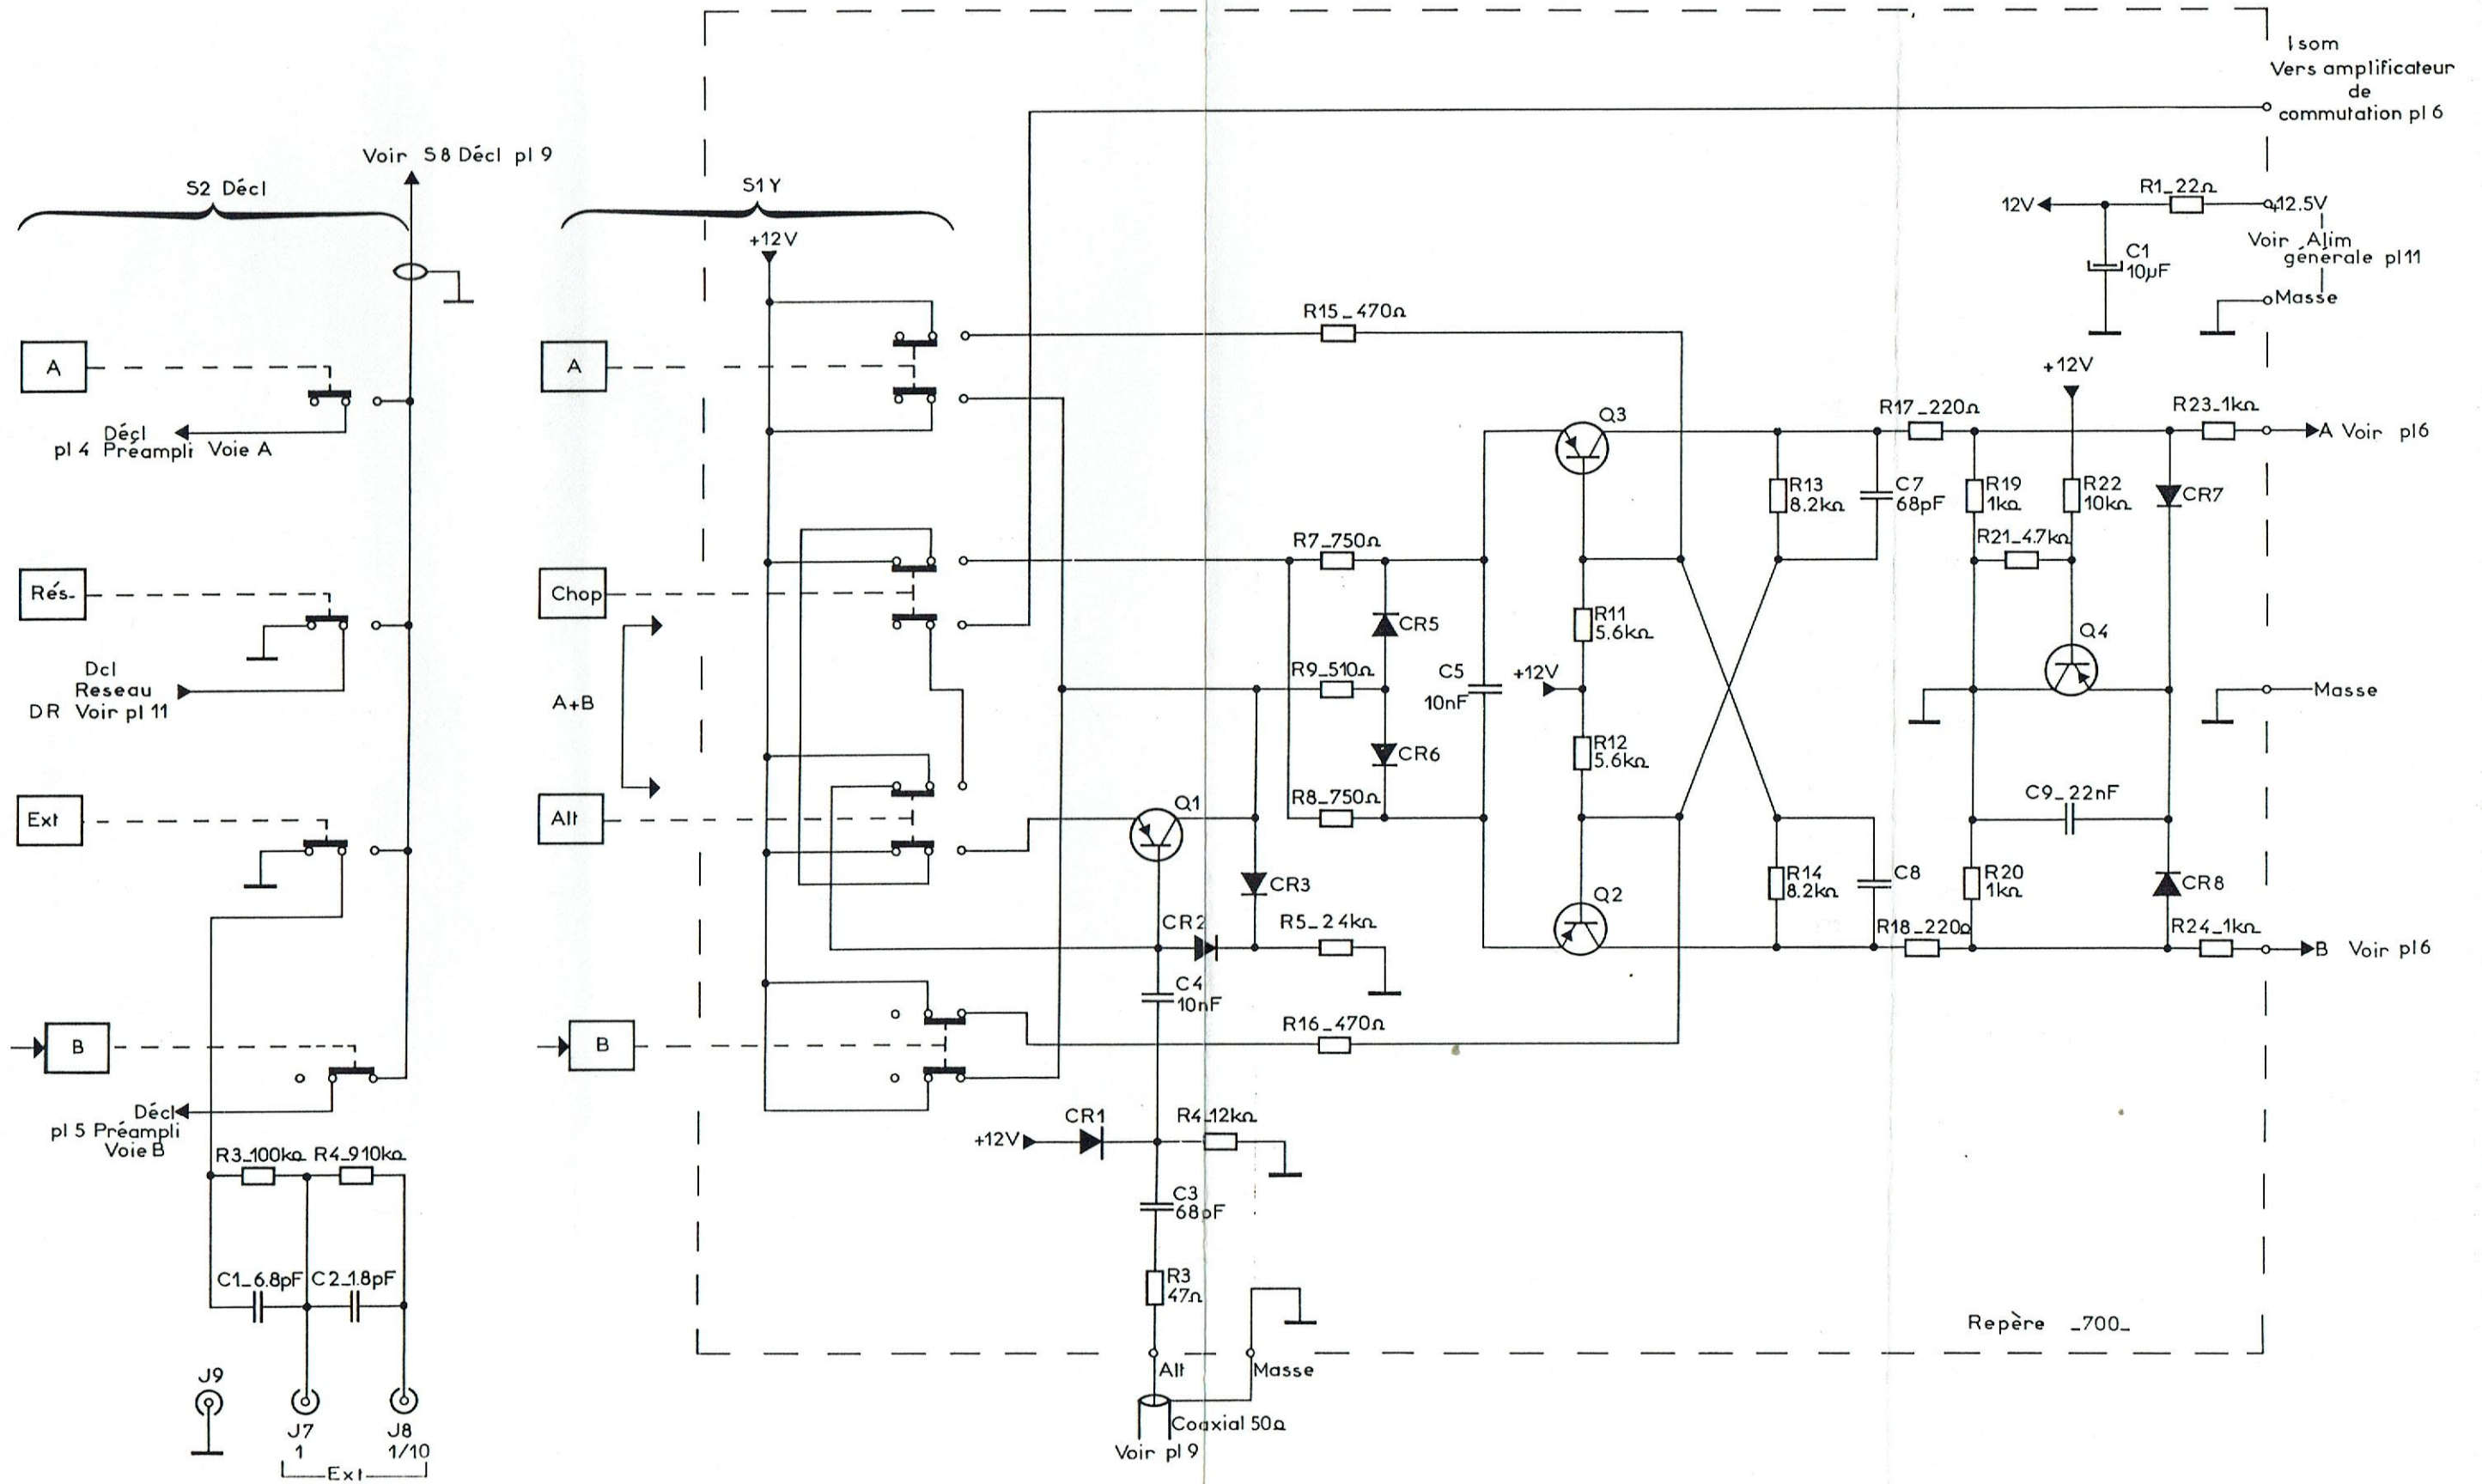 1som
Vers amplificateur
de
commutation pl 6
Voir S8 Décl pl 9
S2 Décl
S1Y
+12V
R1_22Ω
12V
+12.5V
C1
10µF
Voir Alim
générale pl11
Masse
R15_470Ω
A
A
Décl
pl 4 Préampli Voie A
Q3
+12V
R17_220Ω
R23_1kΩ
A Voir pl6
R13
8.2kΩ
C7
68pF
R19
1kΩ
R22
10kΩ
CR7
R7_750Ω
R21_4.7kΩ
Rés-
Chop
CR5
R11
5.6kΩ
Q4
Dcl
Reseau
DR Voir pl 11
A+B
R9_510Ω
C5
10nF
+12V
Masse
CR6
R12
5.6kΩ
Ext
Alt
Q1
R8_750Ω
C9_22nF
CR3
Q2
R14
8.2kΩ
C8
R20
1kΩ
CR8
CR2
R5_24kΩ
R18_220Ω
R24_1kΩ
B Voir pl6
C4
10nF
R16_470Ω
B
B
Décl
pl 5 Préampli
Voie B
+12V
CR1
R4_12kΩ
R3_100kΩ
R4_910kΩ
C3
68pF
C1_6.8pF
C2_1.8pF
R3
47Ω
Repère _700_
Alt
Masse
J9
J7
1
J8
1/10
Ext
Coaxial 50Ω
Voir pl 9